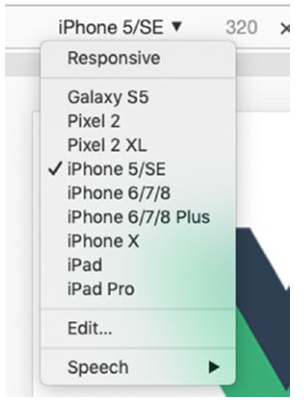 iPhone 5/SE ▼ 320 ×
Responsive
Galaxy S5
Pixel 2
Pixel 2 XL
✓ iPhone 5/SE
iPhone 6/7/8
iPhone 6/7/8 Plus
iPhone X
iPad
iPad Pro
Edit...
Speech ▶